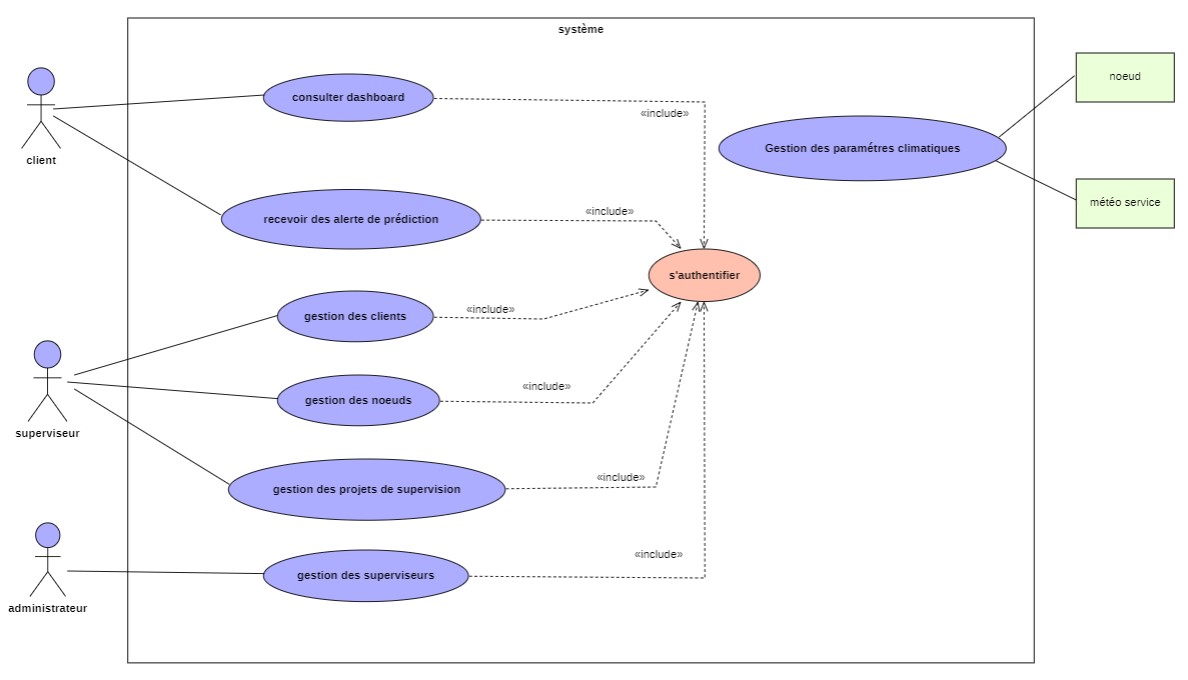 système
noeud
consulter dashboard
«include»
Gestion des paramétres climatiques
client
météo service
recevoir des alerte de prédiction
«include»
s'authentifier
gestion des clients
«include»
gestion des noeuds
«include»
superviseur
gestion des projets de supervision
«include»
«include»
gestion des superviseurs
administrateur